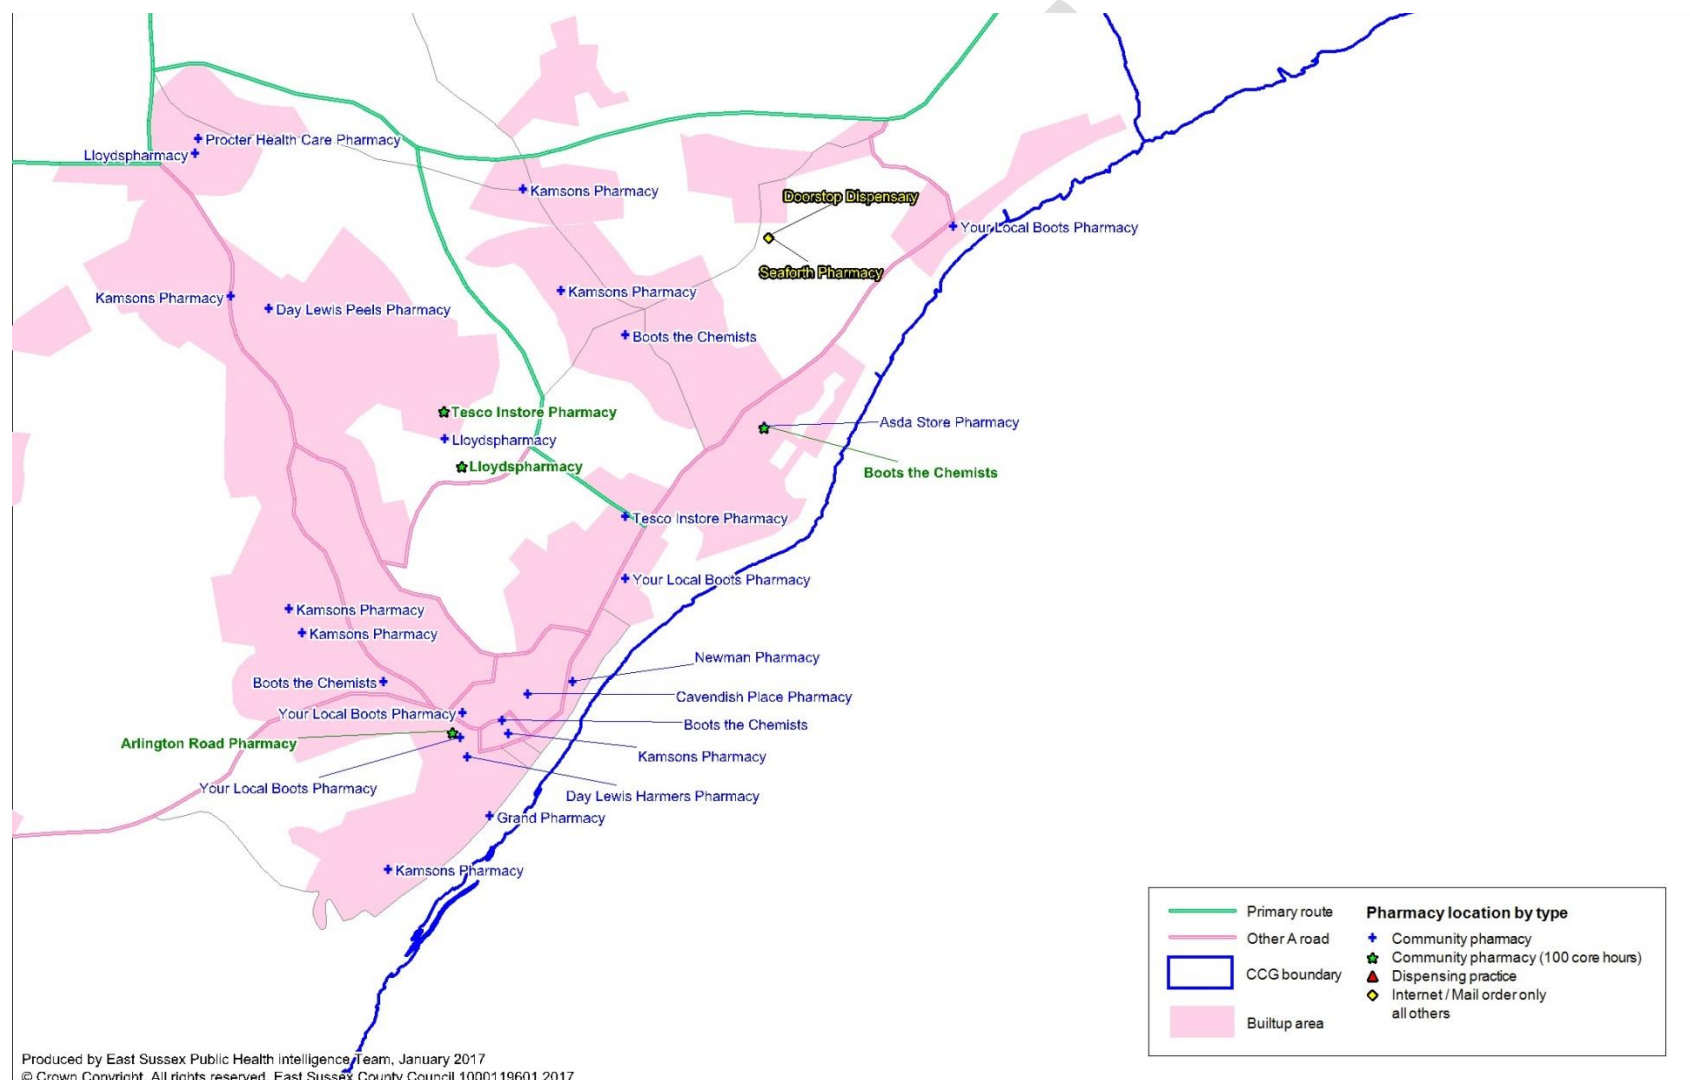 Procter Health Care Pharmacy
Lloydspharmacy
Kamsons Pharmacy
Doorstop Dispensary
Your Local Boots Pharmacy
Seaforth Pharmacy
Kamsons Pharmacy
Kamsons Pharmacy
Day Lewis Peels Pharmacy
Boots the Chemists
Tesco Instore Pharmacy
Asda Store Pharmacy
Lloydspharmacy
Lloydspharmacy
Boots the Chemists
Tesco Instore Pharmacy
Your Local Boots Pharmacy
Kamsons Pharmacy
Kamsons Pharmacy
Newman Pharmacy
Boots the Chemists
Cavendish Place Pharmacy
Your Local Boots Pharmacy
Boots the Chemists
Arlington Road Pharmacy
Kamsons Pharmacy
Your Local Boots Pharmacy
Day Lewis Harmers Pharmacy
Grand Pharmacy
Kamsons Pharmacy
Primary route
Other A road
CCG boundary
Builtup area
Pharmacy location by type
Community pharmacy
Community pharmacy (100 core hours)
Dispensing practice
Internet / Mail order only
all others
Produced by East Sussex Public Health Intelligence Team, January 2017
© Crown Copyright. All rights reserved. East Sussex County Council 1000119601 2017